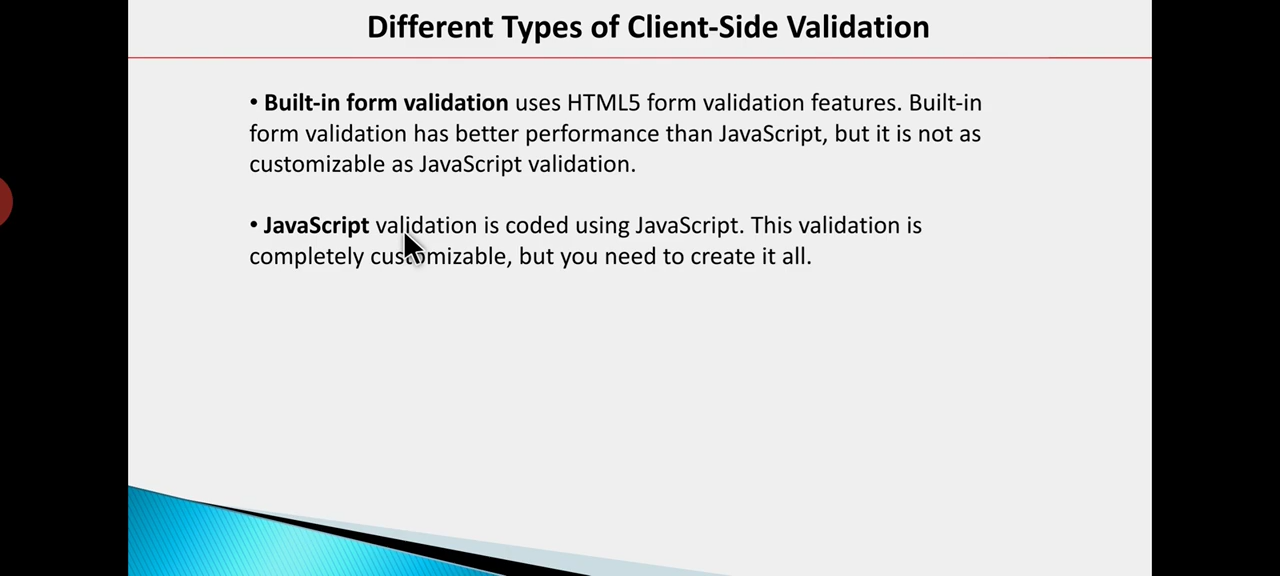 Different Types of Client-Side Validation
• Built-in form validation uses HTML5 form validation features. Built-in
form validation has better performance than JavaScript, but it is not as
customizable as JavaScript validation.
• JavaScript validation is coded using JavaScript. This validation is
completely customizable, but you need to create it all.